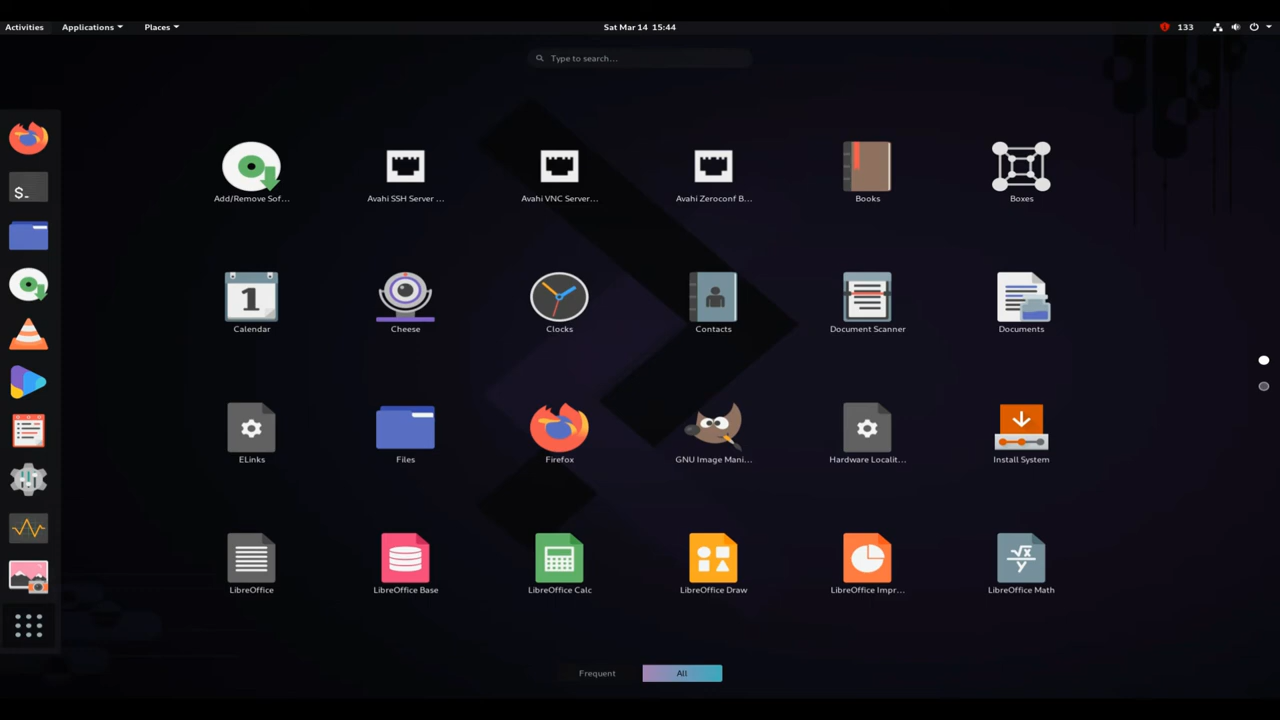 Activities Applications Places Sat Mar 14 15:44 133
Type to search...
Add/Remove Sof... Avahi SSH Server ... Avahi VNC Server... Avahi Zeroconf B... Books Boxes
1
Calendar Cheese Clocks Contacts Document Scanner Documents
$_
ELinks Files Firefox GNU Image Mani... Hardware Localit... Install System
√x
y
LibreOffice LibreOffice Base LibreOffice Calc LibreOffice Draw LibreOffice Impr... LibreOffice Math
Frequent All